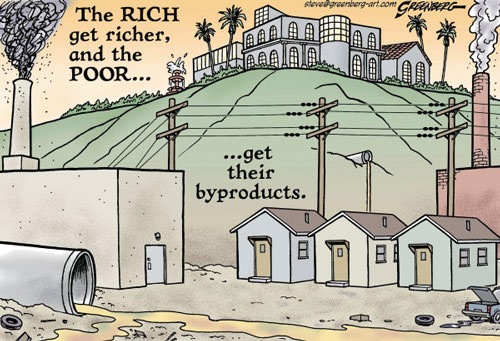 steve@greenberg-art.com GREENBERG
The RICH
get richer,
and the
POOR...
...get
their
byproducts.